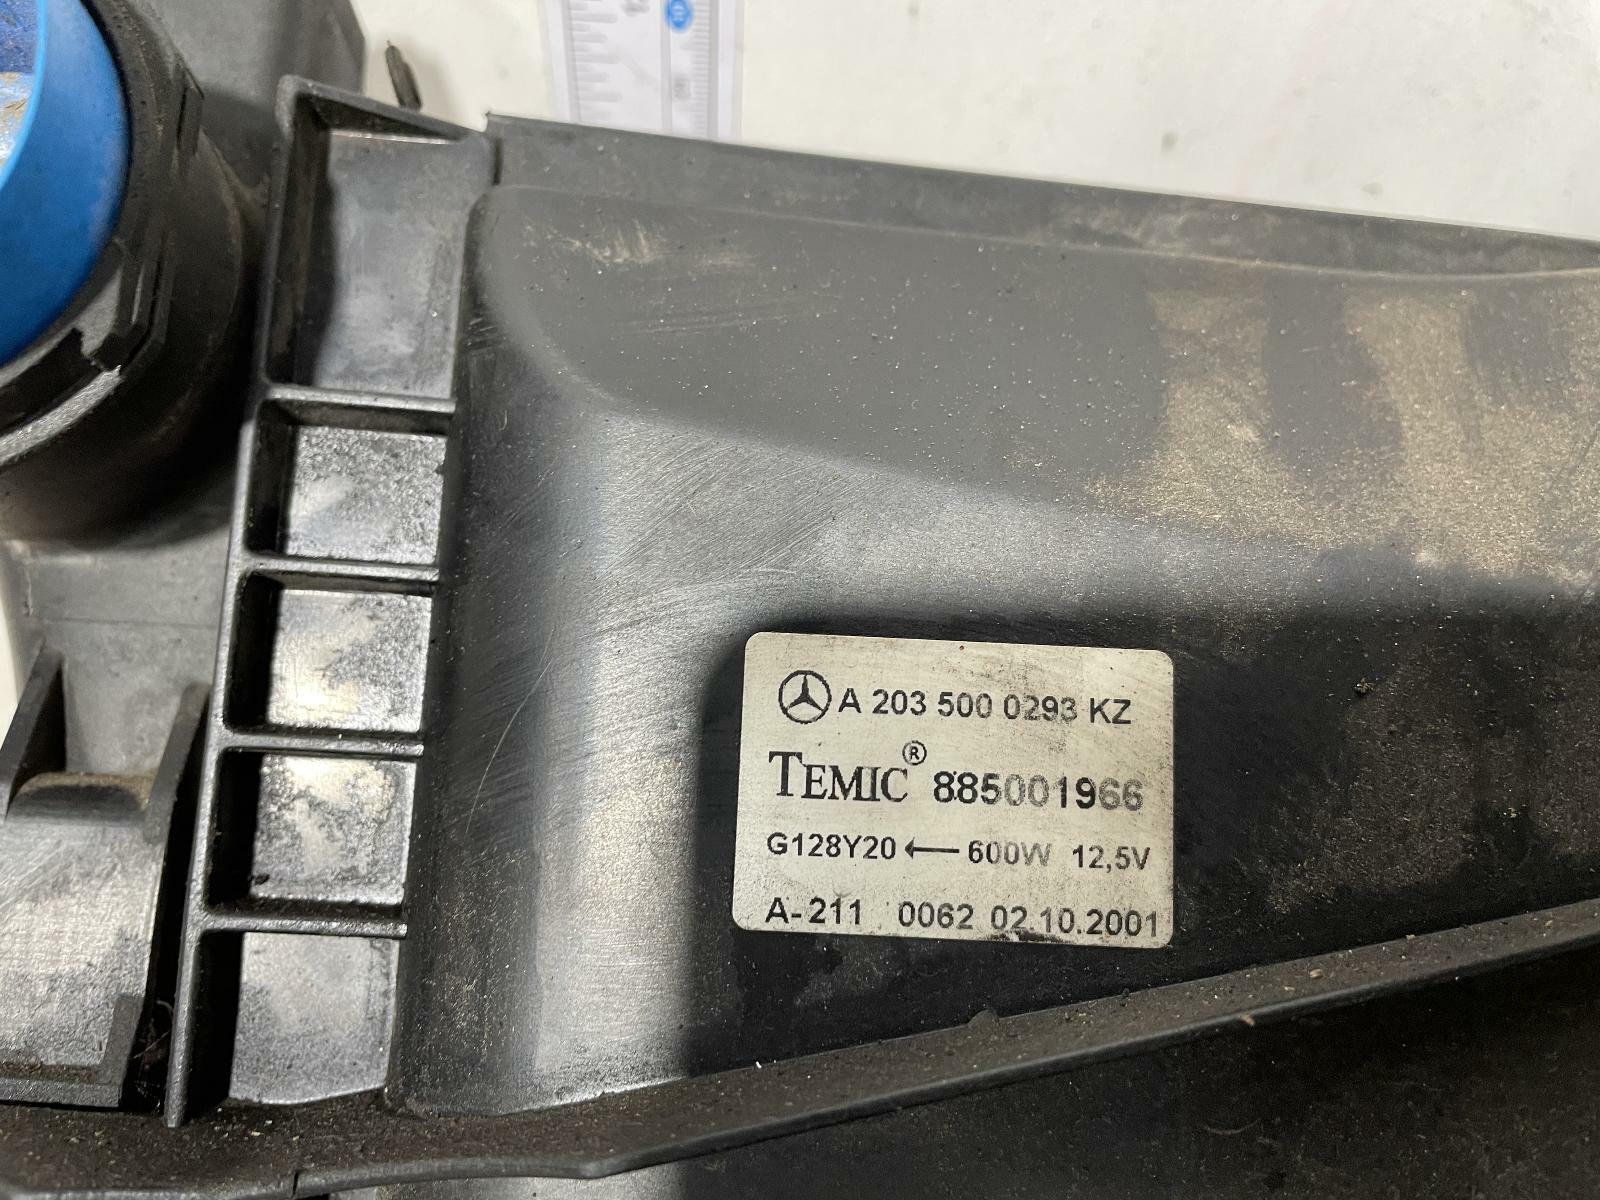 A 203 500 0293 KZ
TEMIC® 885001966
G128Y20 ← 600W 12,5V
A-211 0062 02.10.2001